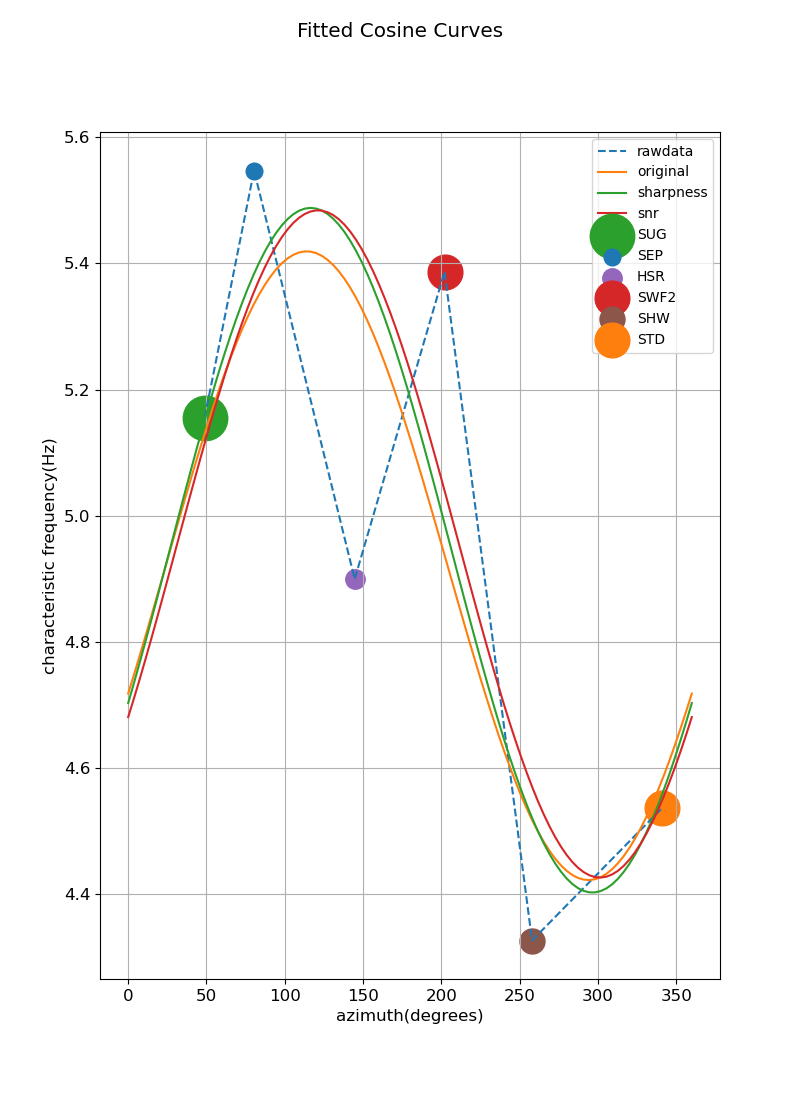 Fitted Cosine Curves
5.6
5.4
5.2
5.0
4.8
4.6
4.4
characteristic frequency(Hz)
rawdata
original
sharpness
snr
SUG
SEP
HSR
SWF2
SHW
STD
0 50 100 150 200 250 300 350
azimuth(degrees)